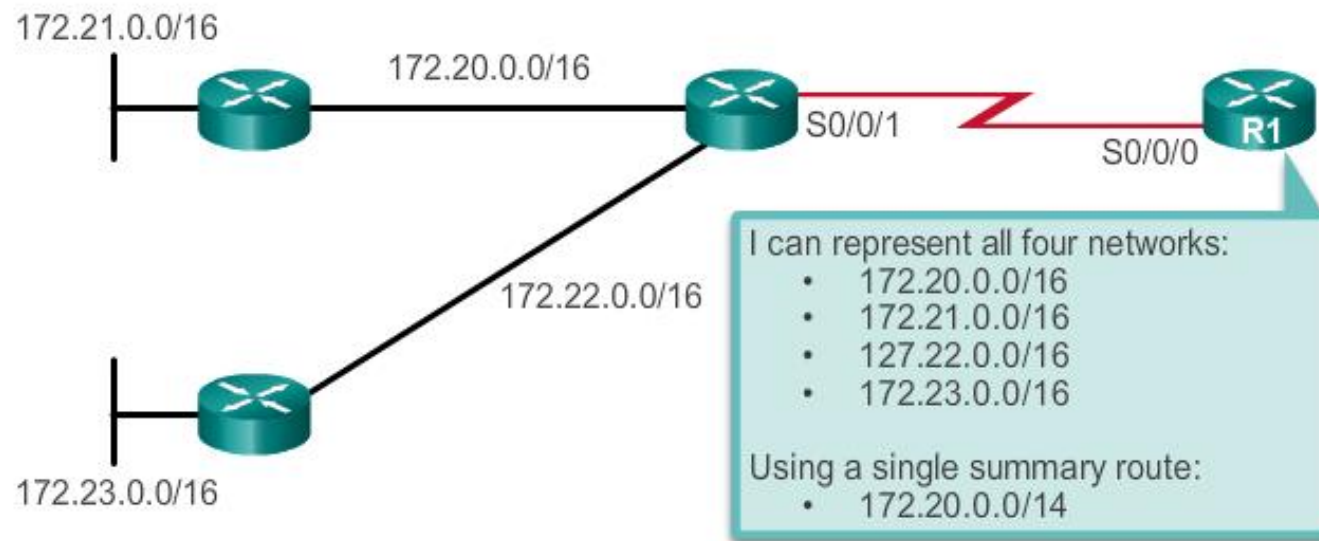 172.21.0.0/16
172.20.0.0/16
S0/0/1
S0/0/0
R1
172.22.0.0/16
172.23.0.0/16
I can represent all four networks:
• 172.20.0.0/16
• 172.21.0.0/16
• 127.22.0.0/16
• 172.23.0.0/16
Using a single summary route:
• 172.20.0.0/14